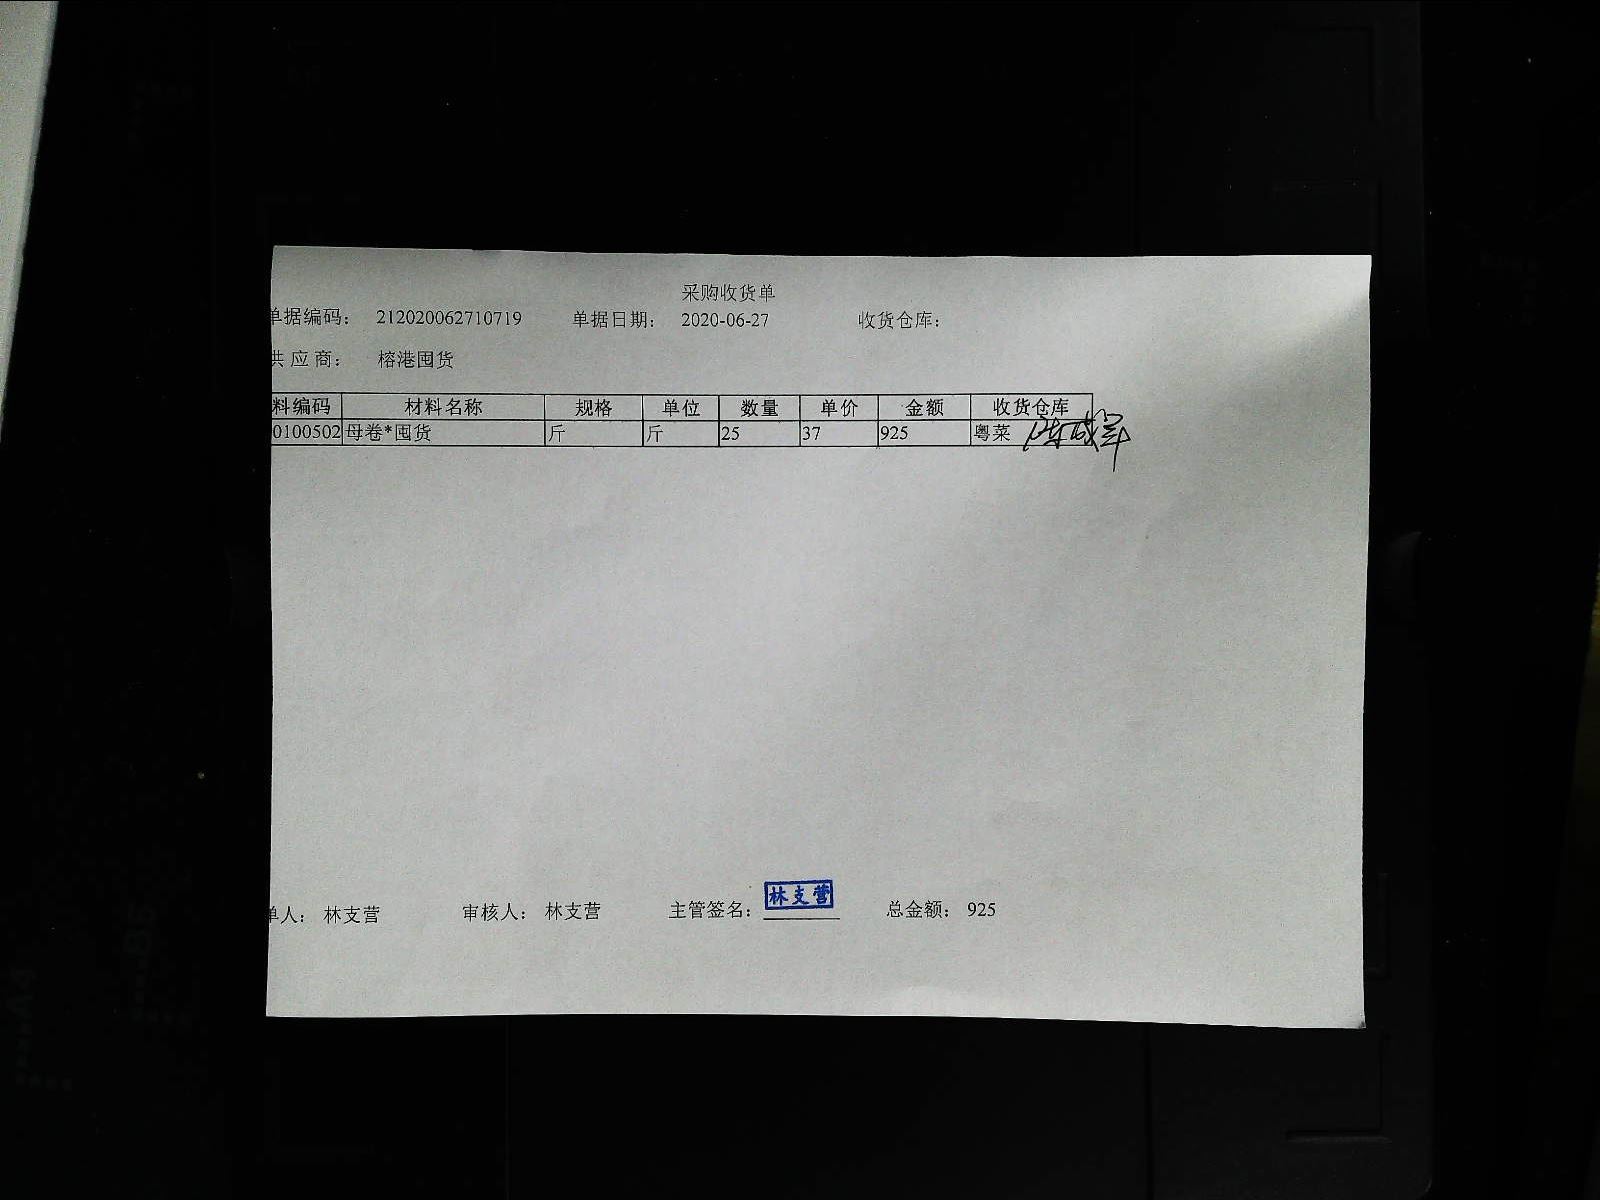 采购收货单
单据编码： 212020062710719 单据日期： 2020-06-27 收货仓库：
供 应 商： 榕港囤货
料编码 材料名称 规格 单位 数量 单价 金额 收货仓库
0100502 母卷*囤货 斤 斤 25 37 925 粤菜
单人： 林支营 审核人： 林支营 主管签名： 林支营 总金额： 925